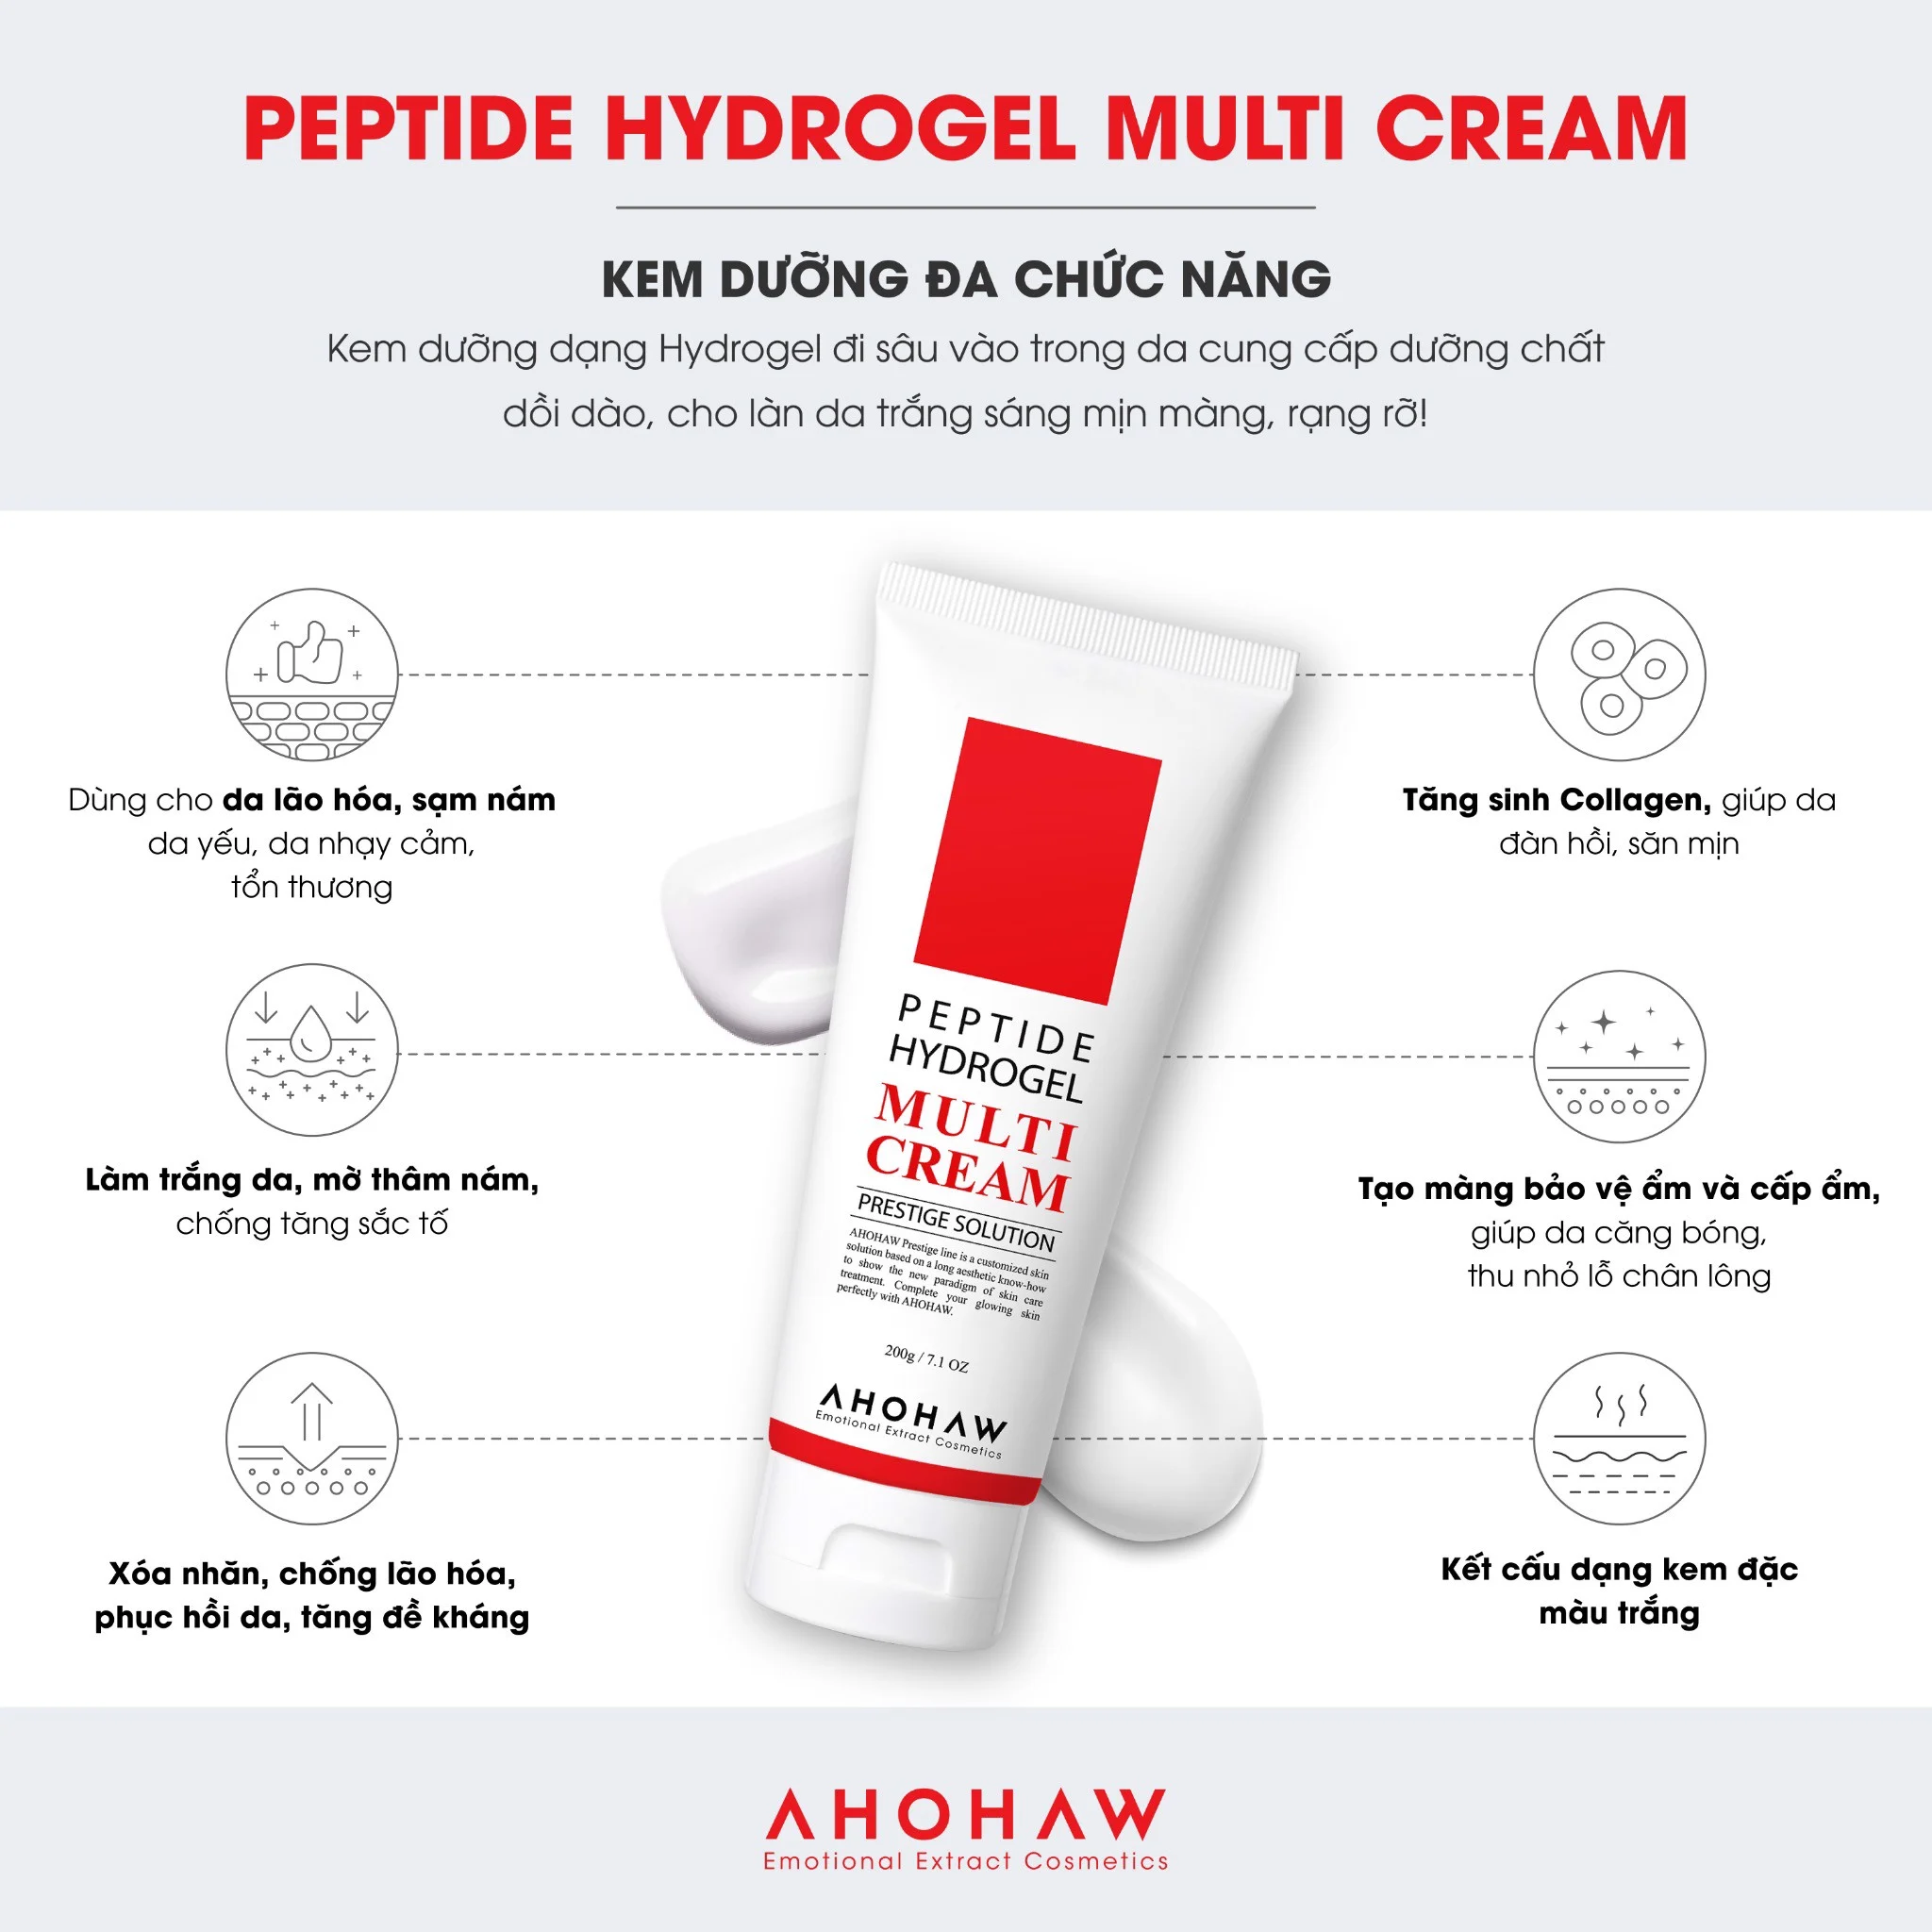 PEPTIDE HYDROGEL MULTI CREAM
KEM DƯỠNG ĐA CHỨC NĂNG
Kem dưỡng dạng Hydrogel đi sâu vào trong da cung cấp dưỡng chất
dồi dào, cho làn da trắng sáng mịn màng, rạng rỡ!
Dùng cho da lão hóa, sạm nám
da yếu, da nhạy cảm,
tổn thương
Tăng sinh Collagen, giúp da
đàn hồi, săn mịn
Làm trắng da, mờ thâm nám,
chống tăng sắc tố
Tạo màng bảo vệ ẩm và cấp ẩm,
giúp da căng bóng,
thu nhỏ lỗ chân lông
Xóa nhăn, chống lão hóa,
phục hồi da, tăng đề kháng
Kết cấu dạng kem đặc
màu trắng
PEPTIDE
HYDROGEL
MULTI
CREAM
PRESTIGE SOLUTION
AHOHAW Prestige line is a customized skin
solution based on a long aesthetic know-how
to show the new paradigm of skin care
treatment. Complete your glowing skin
perfectly with AHOHAW.
200g / 7.1 OZ
AHOHAW
Emotional Extract Cosmetics
AHOHAW
Emotional Extract Cosmetics